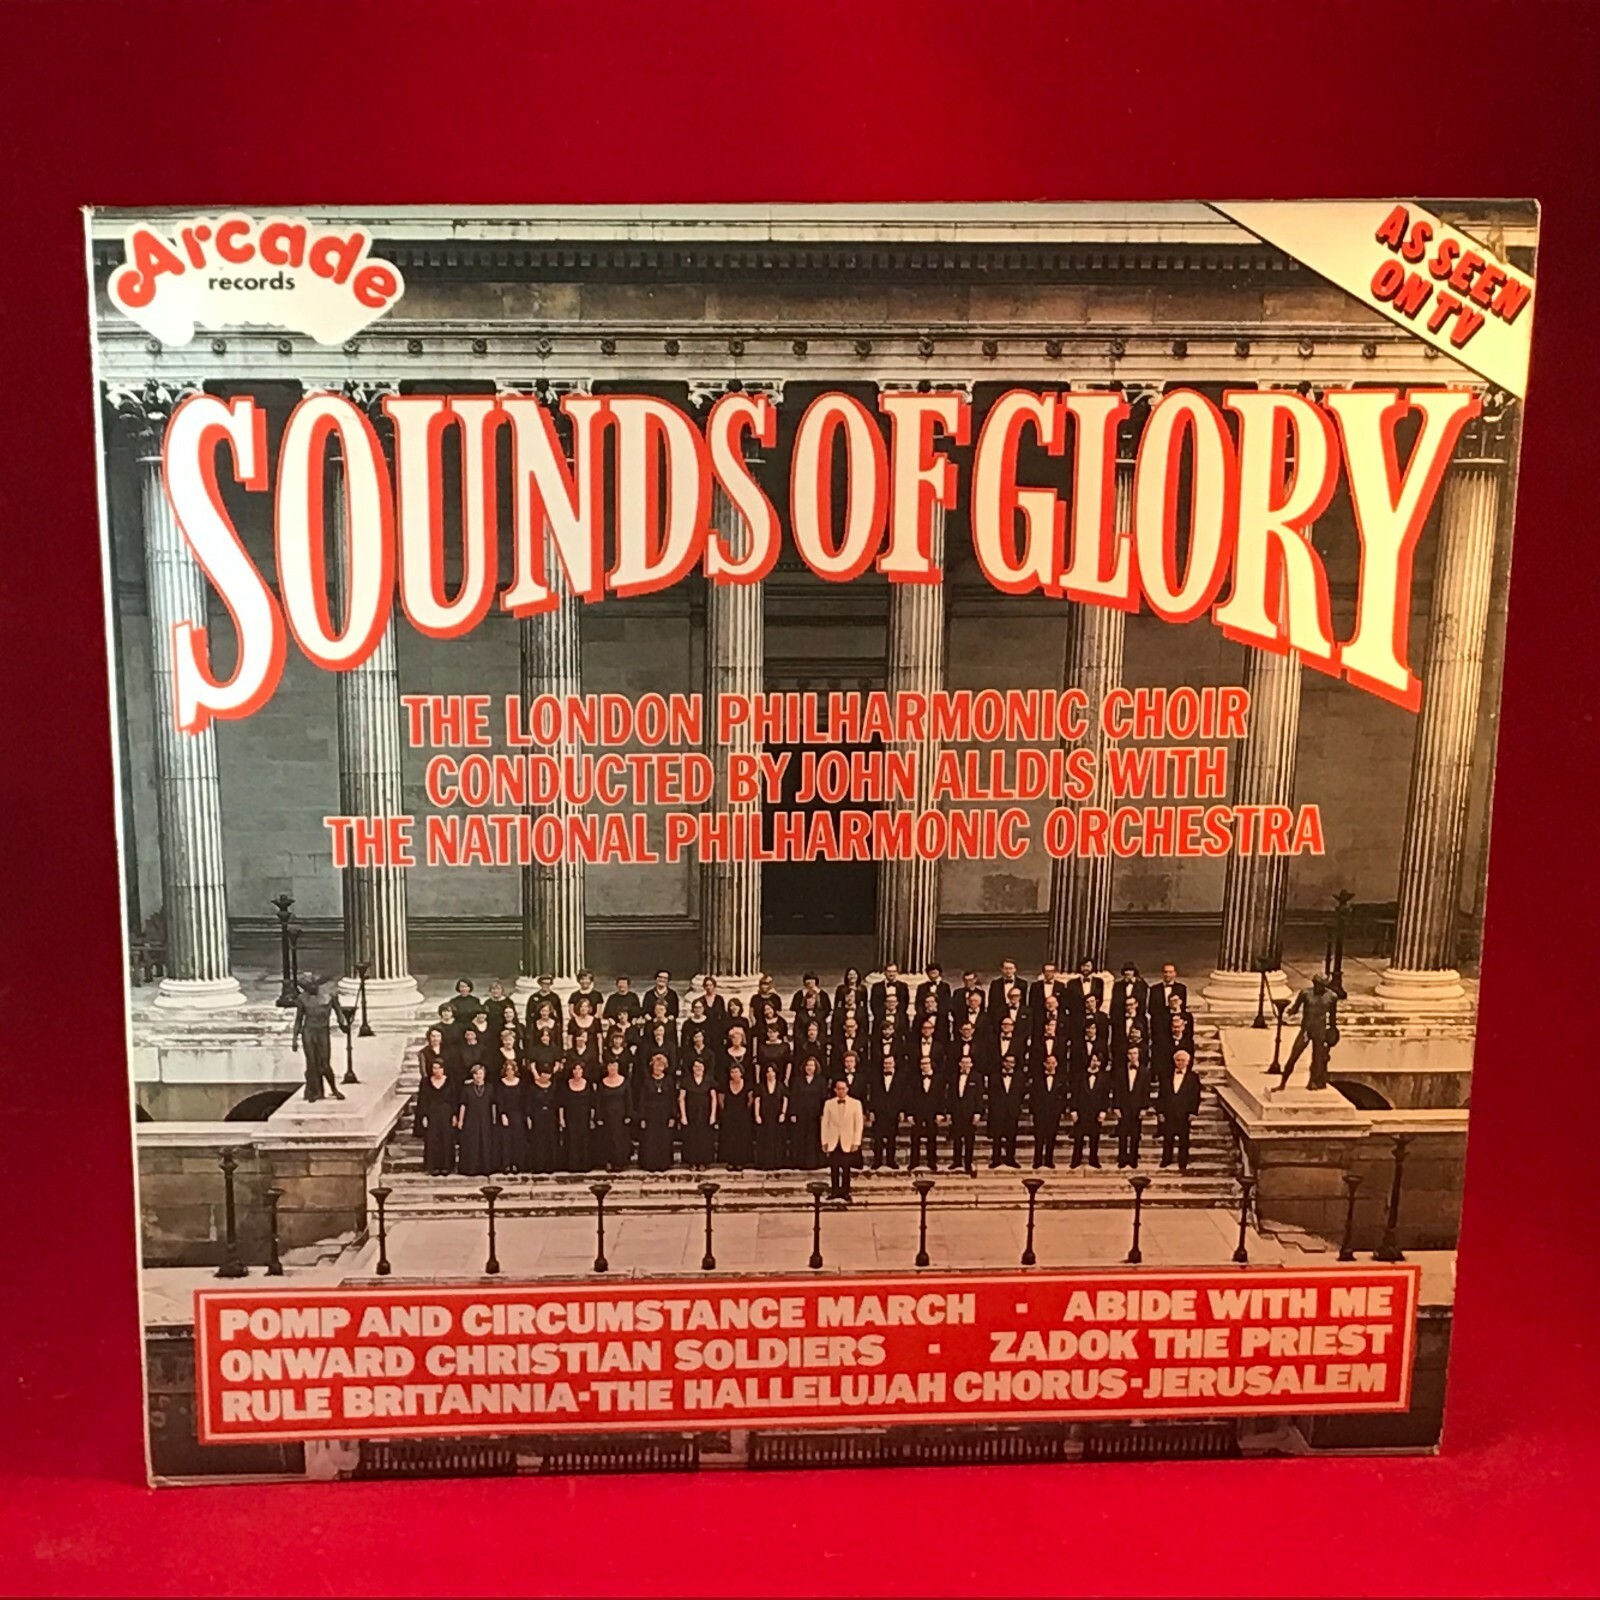 Arcade
records
AS SEEN
ON TV
SOUNDS OF GLORY
THE LONDON PHILHARMONIC CHOIR
CONDUCTED BY JOHN ALLDIS WITH
THE NATIONAL PHILHARMONIC ORCHESTRA
POMP AND CIRCUMSTANCE MARCH · ABIDE WITH ME
ONWARD CHRISTIAN SOLDIERS · ZADOK THE PRIEST
RULE BRITANNIA-THE HALLELUJAH CHORUS-JERUSALEM